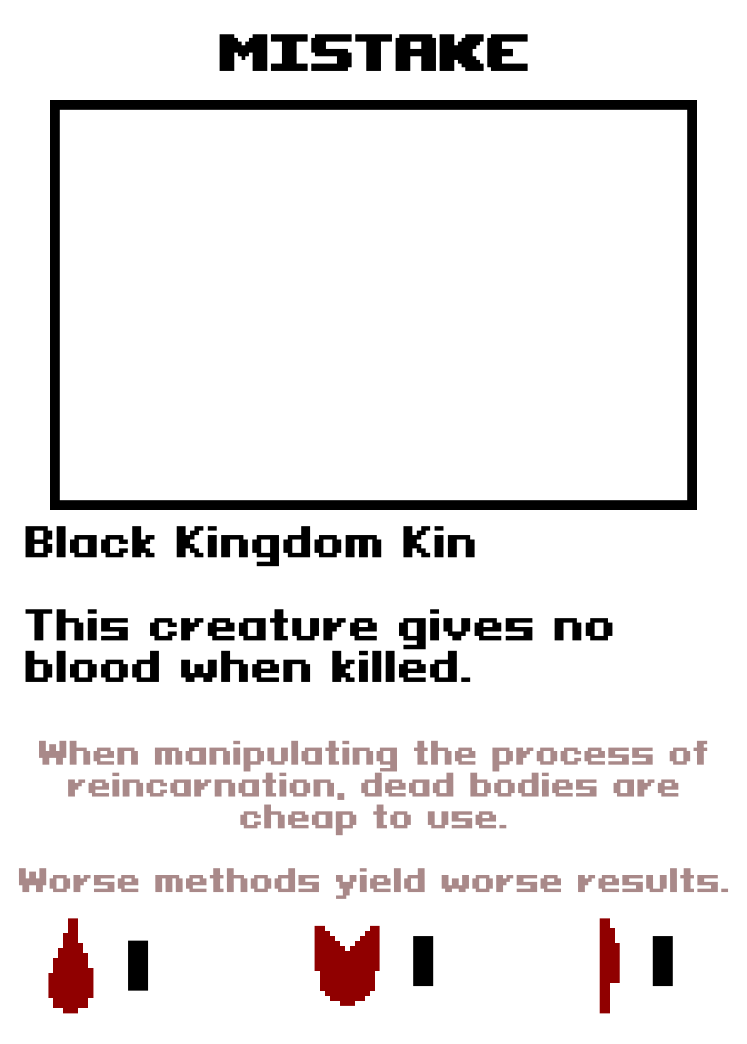 MISTAKE
Black Kingdom Kin
This creature gives no
blood when killed.
When manipulating the process of
reincarnation, dead bodies are
cheap to use.
Worse methods yield worse results.
1 1 1